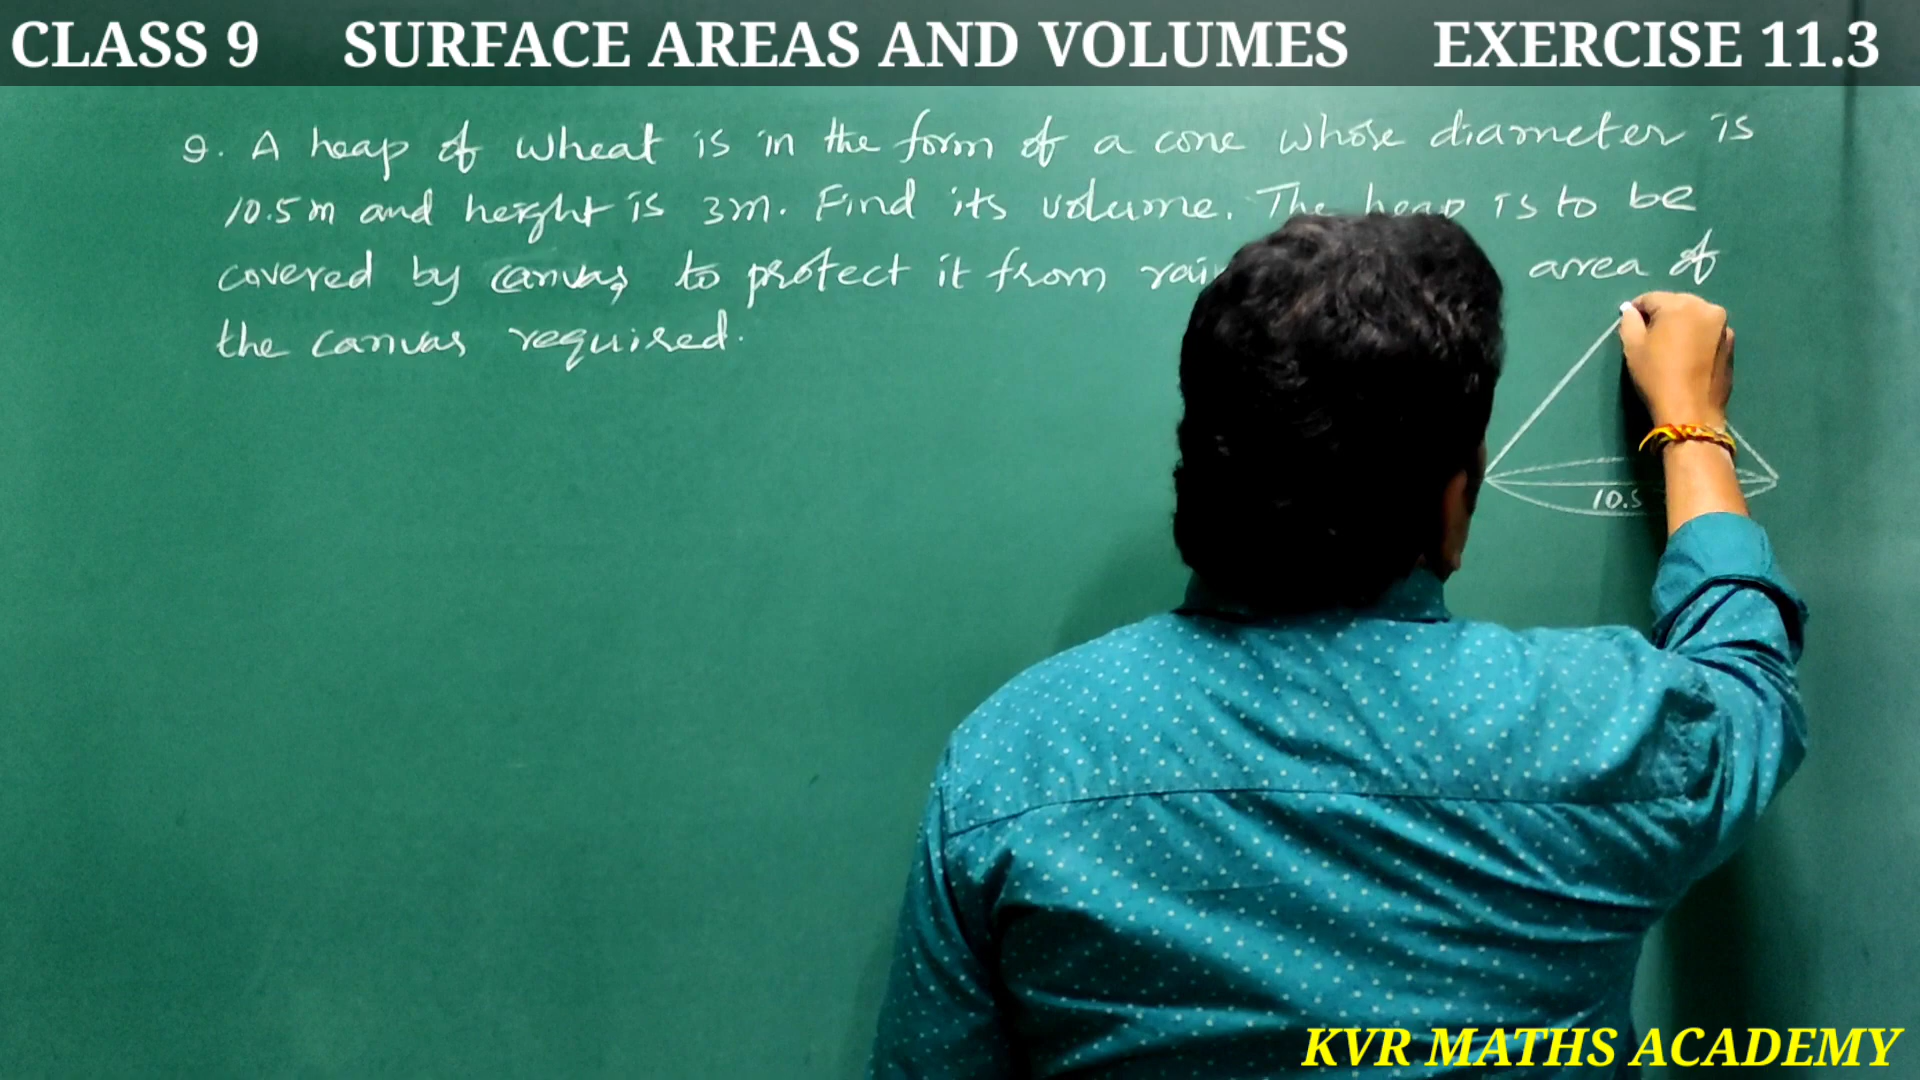 CLASS 9 SURFACE AREAS AND VOLUMES EXERCISE 11.3
9. A heap of wheat is in the form of a cone whose diameter is
10.5m and height is 3m. Find its volume. The heap is to be
covered by canvas to protect it from area of
the canvas required.
10.5
KVR MATHS ACADEMY